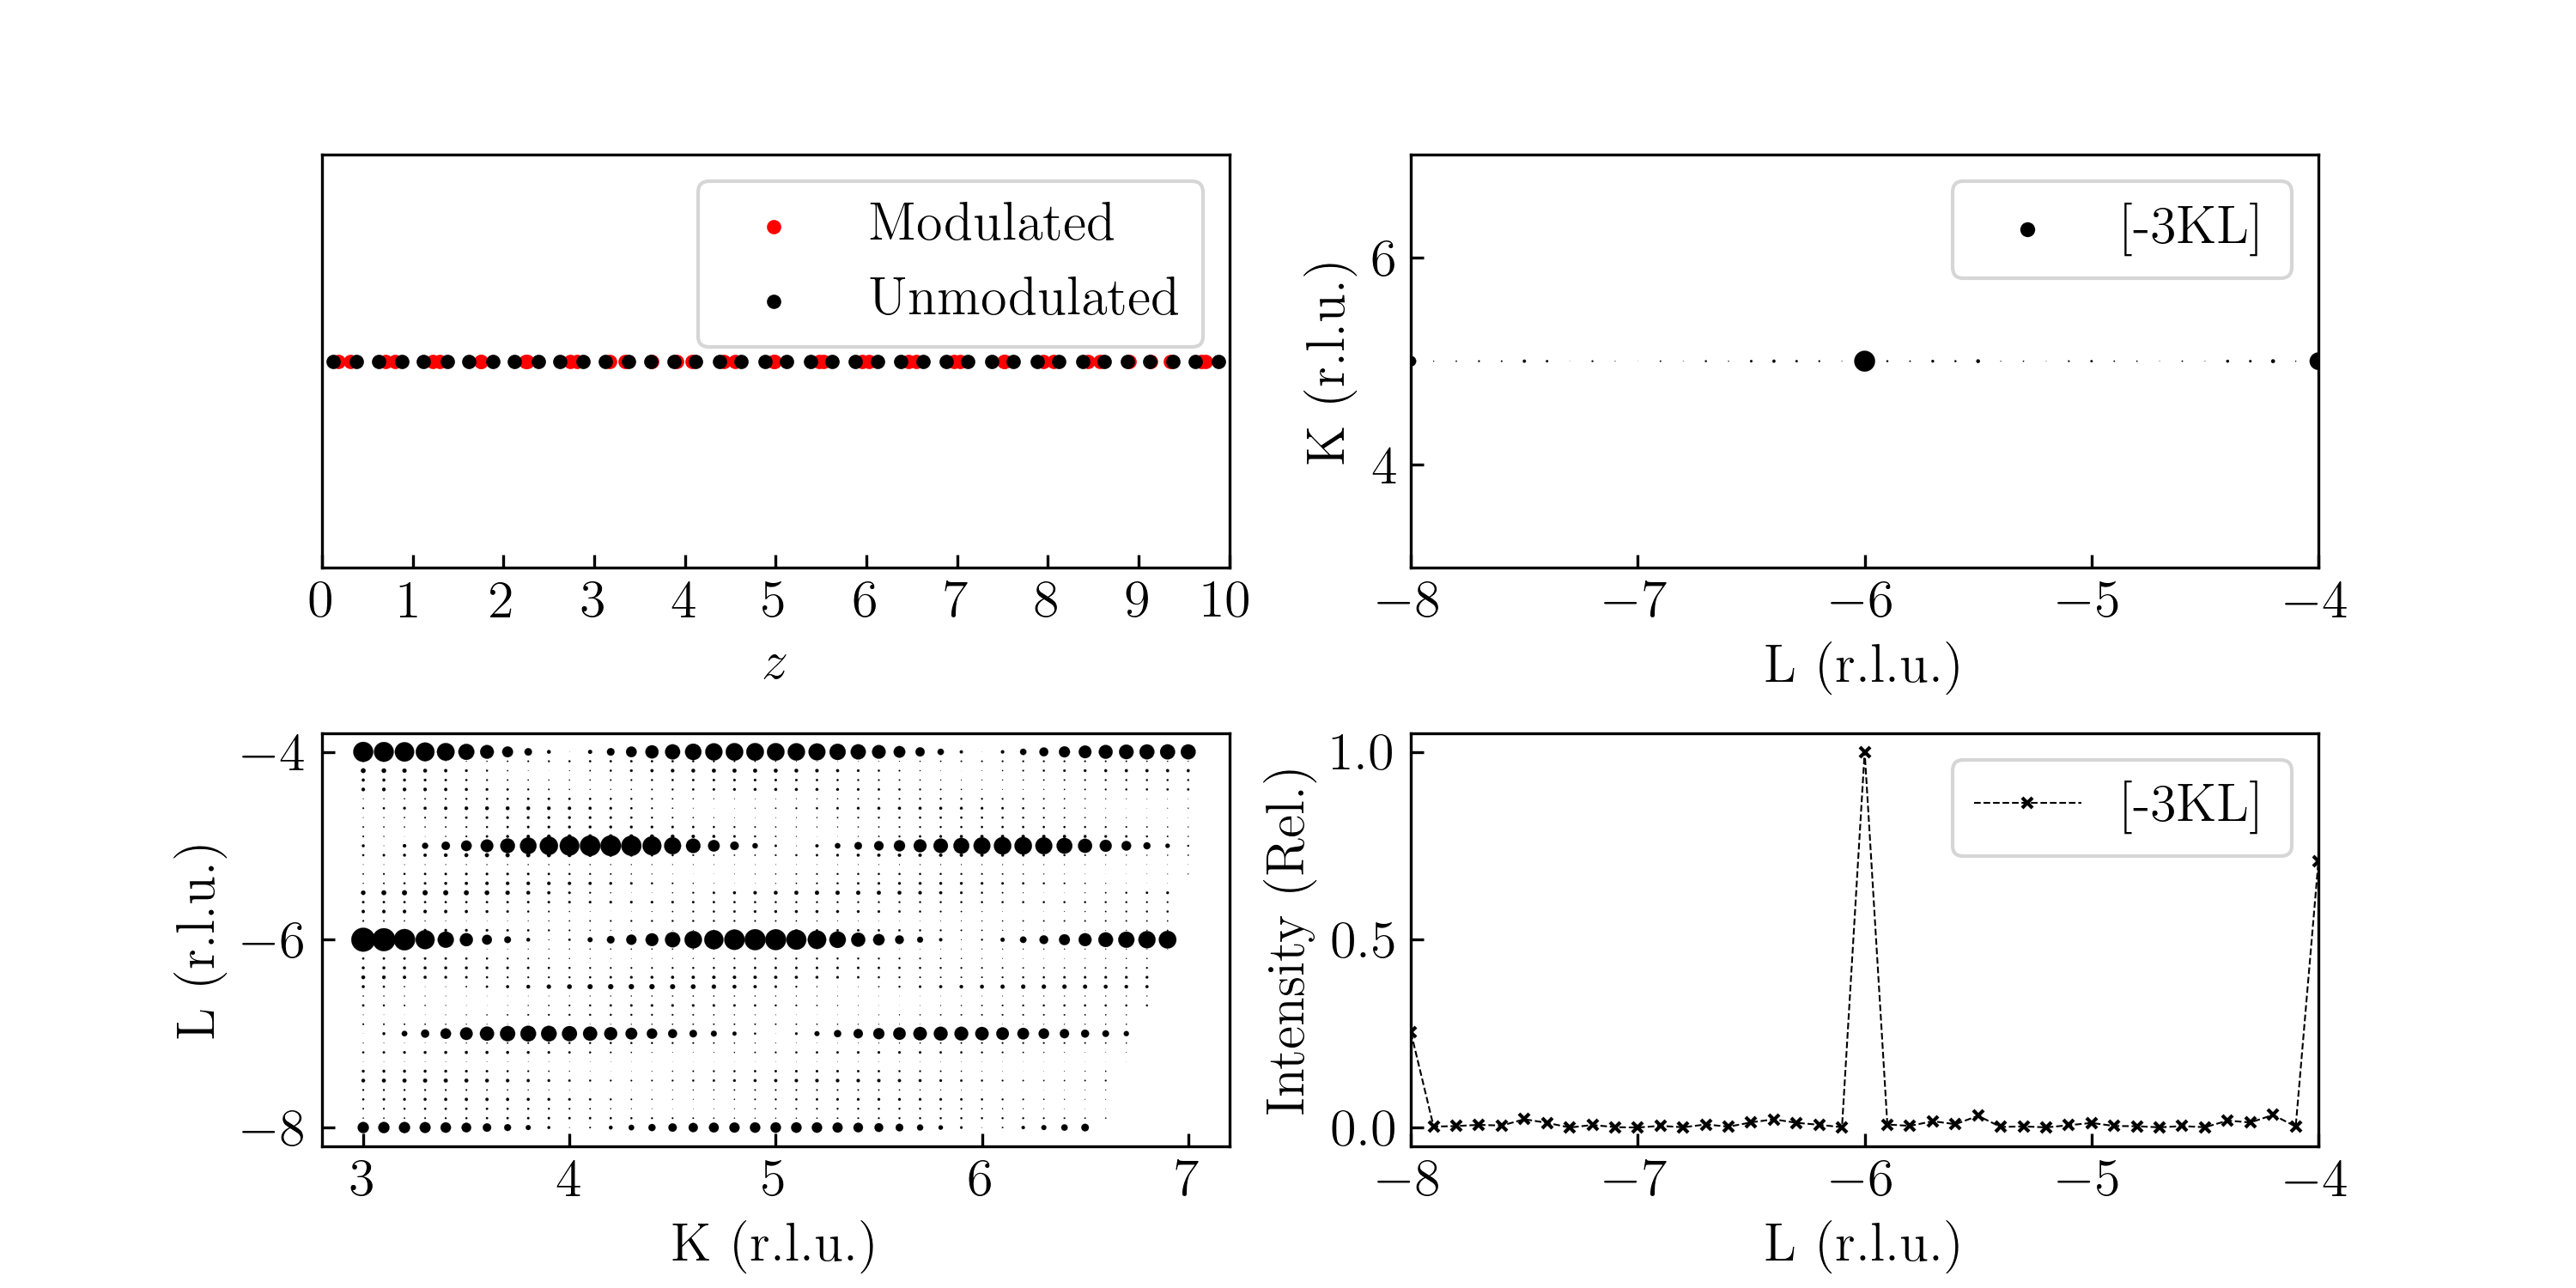 Modulated
Unmodulated
0 1 2 3 4 5 6 7 8 9 10
z
[-3KL]
6
4
K (r.l.u.)
−8 −7 −6 −5 −4
L (r.l.u.)
−4
−6
−8
L (r.l.u.)
3 4 5 6 7
K (r.l.u.)
[-3KL]
1.0
0.5
0.0
Intensity (Rel.)
−8 −7 −6 −5 −4
L (r.l.u.)